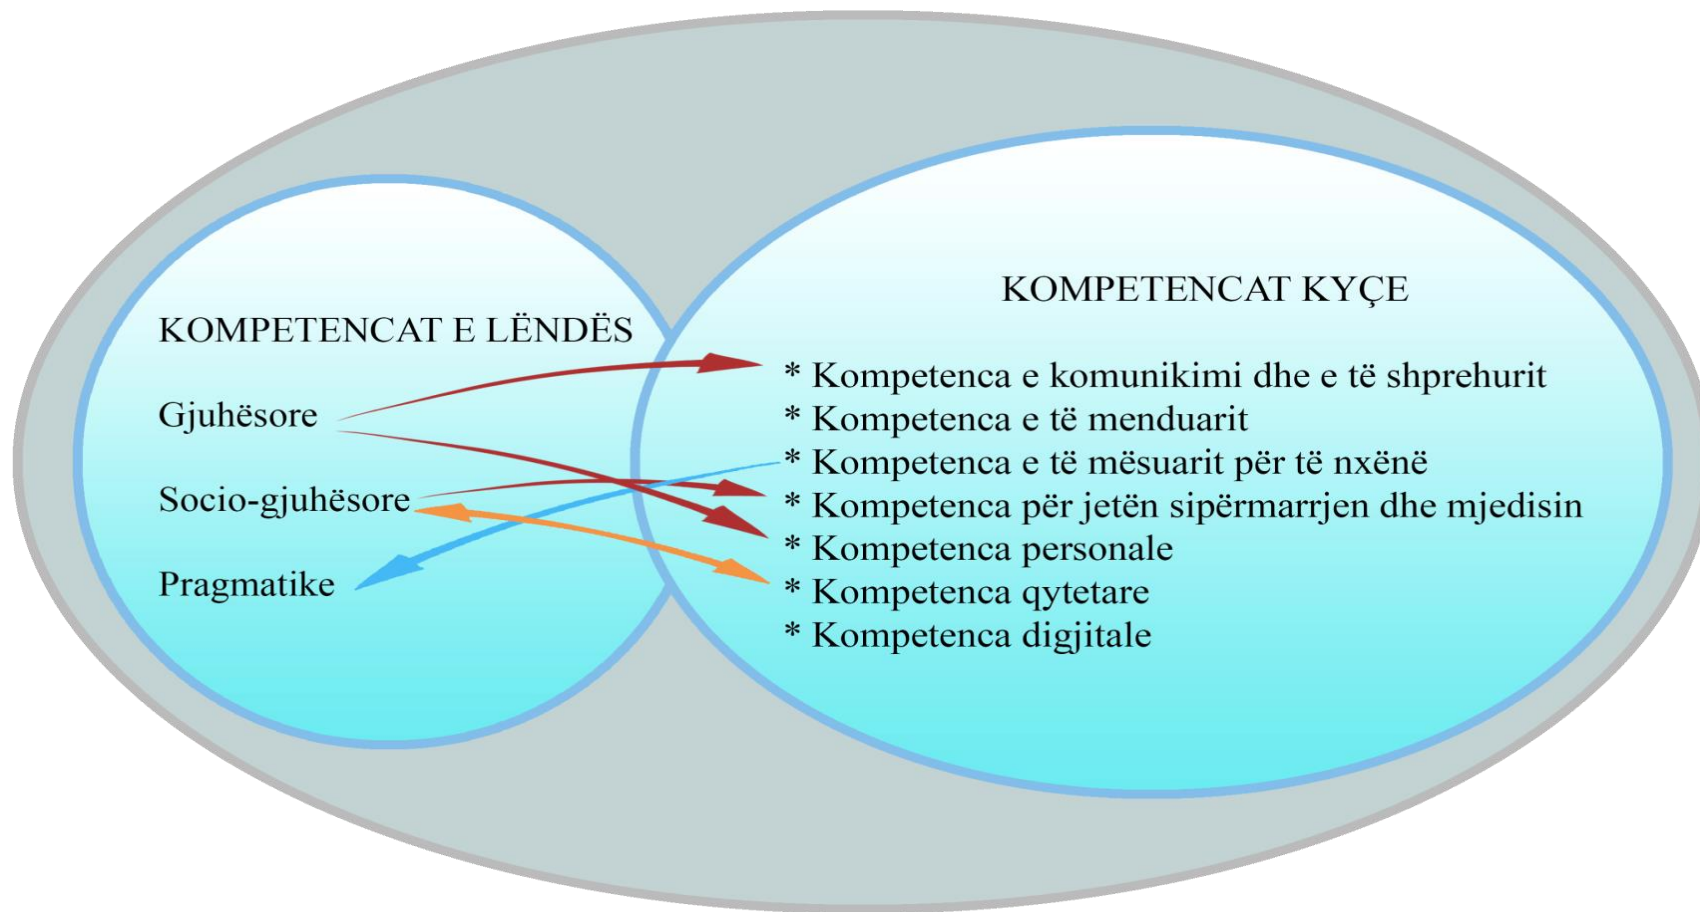 KOMPETENCAT E LËNDËS
Gjuhësore
Socio-gjuhësore
Pragmatike
KOMPETENCAT KYÇE
* Kompetenca e komunikimi dhe e të shprehurit
* Kompetenca e të menduarit
* Kompetenca e të mësuarit për të nxënë
* Kompetenca për jetën sipërmarrjen dhe mjedisin
* Kompetenca personale
* Kompetenca qytetare
* Kompetenca digjitale